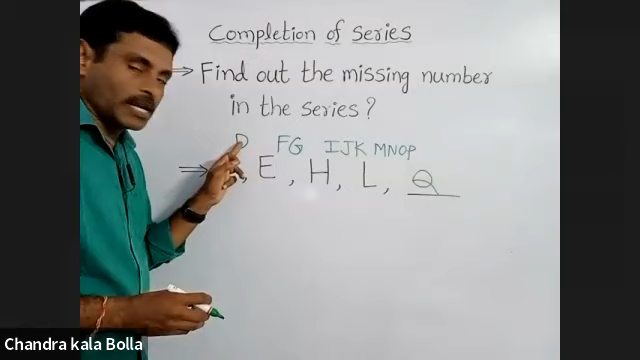 Completion of series
⇒ Find out the missing number
in the series?
D FG IJK MNOP
⇒ , E, H, L, Q
Chandra kala Bolla